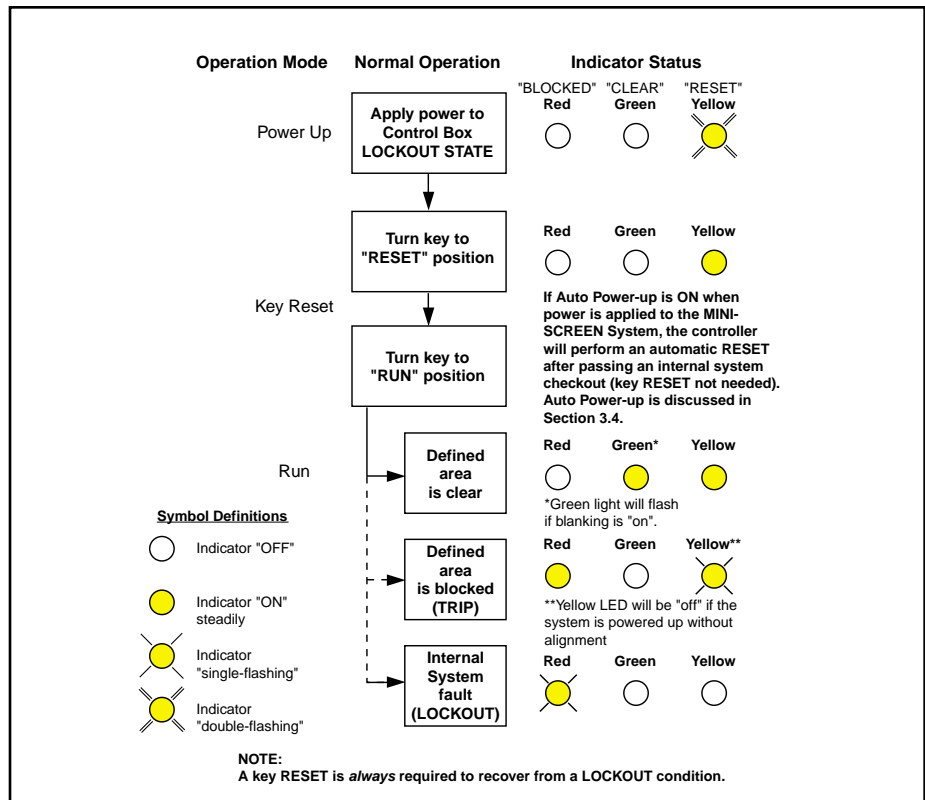 Operation Mode Normal Operation Indicator Status
"BLOCKED" "CLEAR" "RESET"
Red Green Yellow
Power Up
Apply power to
Control Box
LOCKOUT STATE
Turn key to
"RESET" position
Red Green Yellow
Key Reset
If Auto Power-up is ON when
power is applied to the MINI-
SCREEN System, the controller
will perform an automatic RESET
after passing an internal system
checkout (key RESET not needed).
Auto Power-up is discussed in
Section 3.4.
Turn key to
"RUN" position
Run
Defined
area
is clear
Red Green* Yellow
*Green light will flash
if blanking is "on".
Defined
area
is blocked
(TRIP)
Red Green Yellow**
**Yellow LED will be "off" if the
system is powered up without
alignment
Internal
System
fault
(LOCKOUT)
Red Green Yellow
Symbol Definitions
Indicator "OFF"
Indicator "ON"
steadily
Indicator
"single-flashing"
Indicator
"double-flashing"
NOTE:
A key RESET is always required to recover from a LOCKOUT condition.